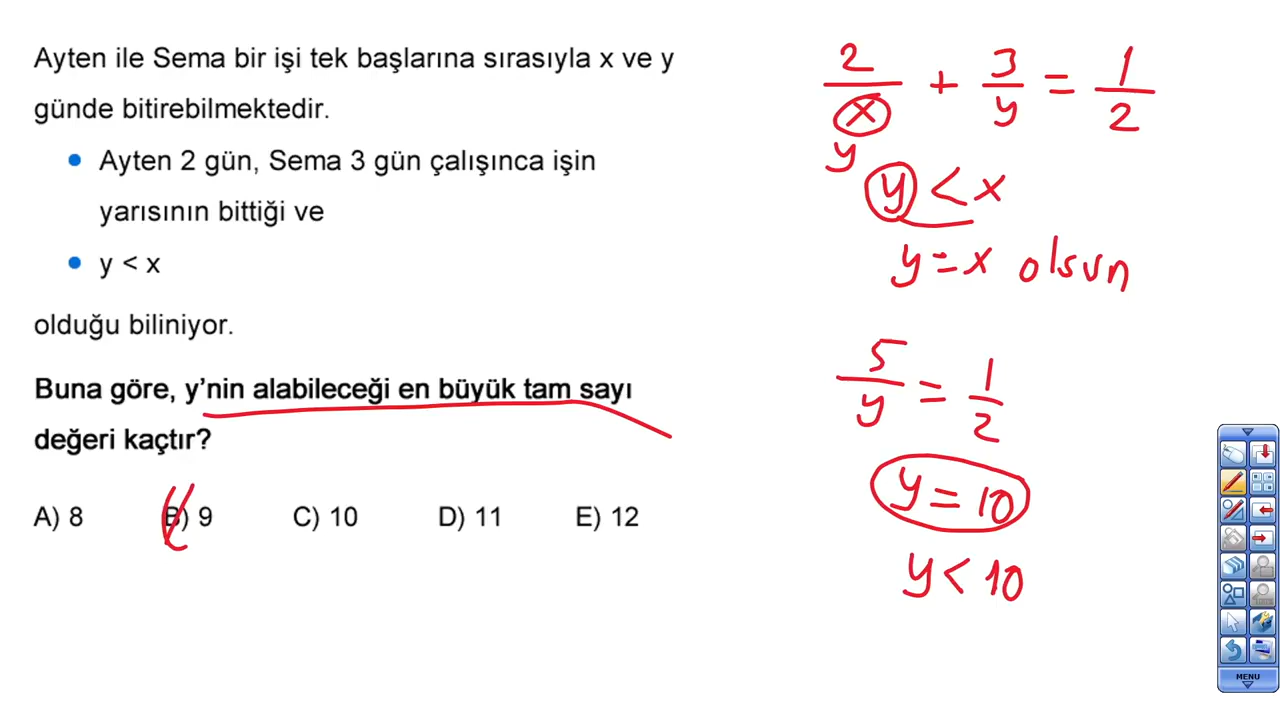 Ayten ile Sema bir işi tek başlarına sırasıyla x ve y
günde bitirebilmektedir.
Ayten 2 gün, Sema 3 gün çalışınca işin
yarısının bittiği ve
y < x
olduğu biliniyor.
Buna göre, y'nin alabileceği en büyük tam sayı
değeri kaçtır?
A) 8 B) 9 C) 10 D) 11 E) 12
2/x + 3/y = 1/2
y
y < x
y = x olsun
5/y = 1/2
y = 10
y < 10
MENU